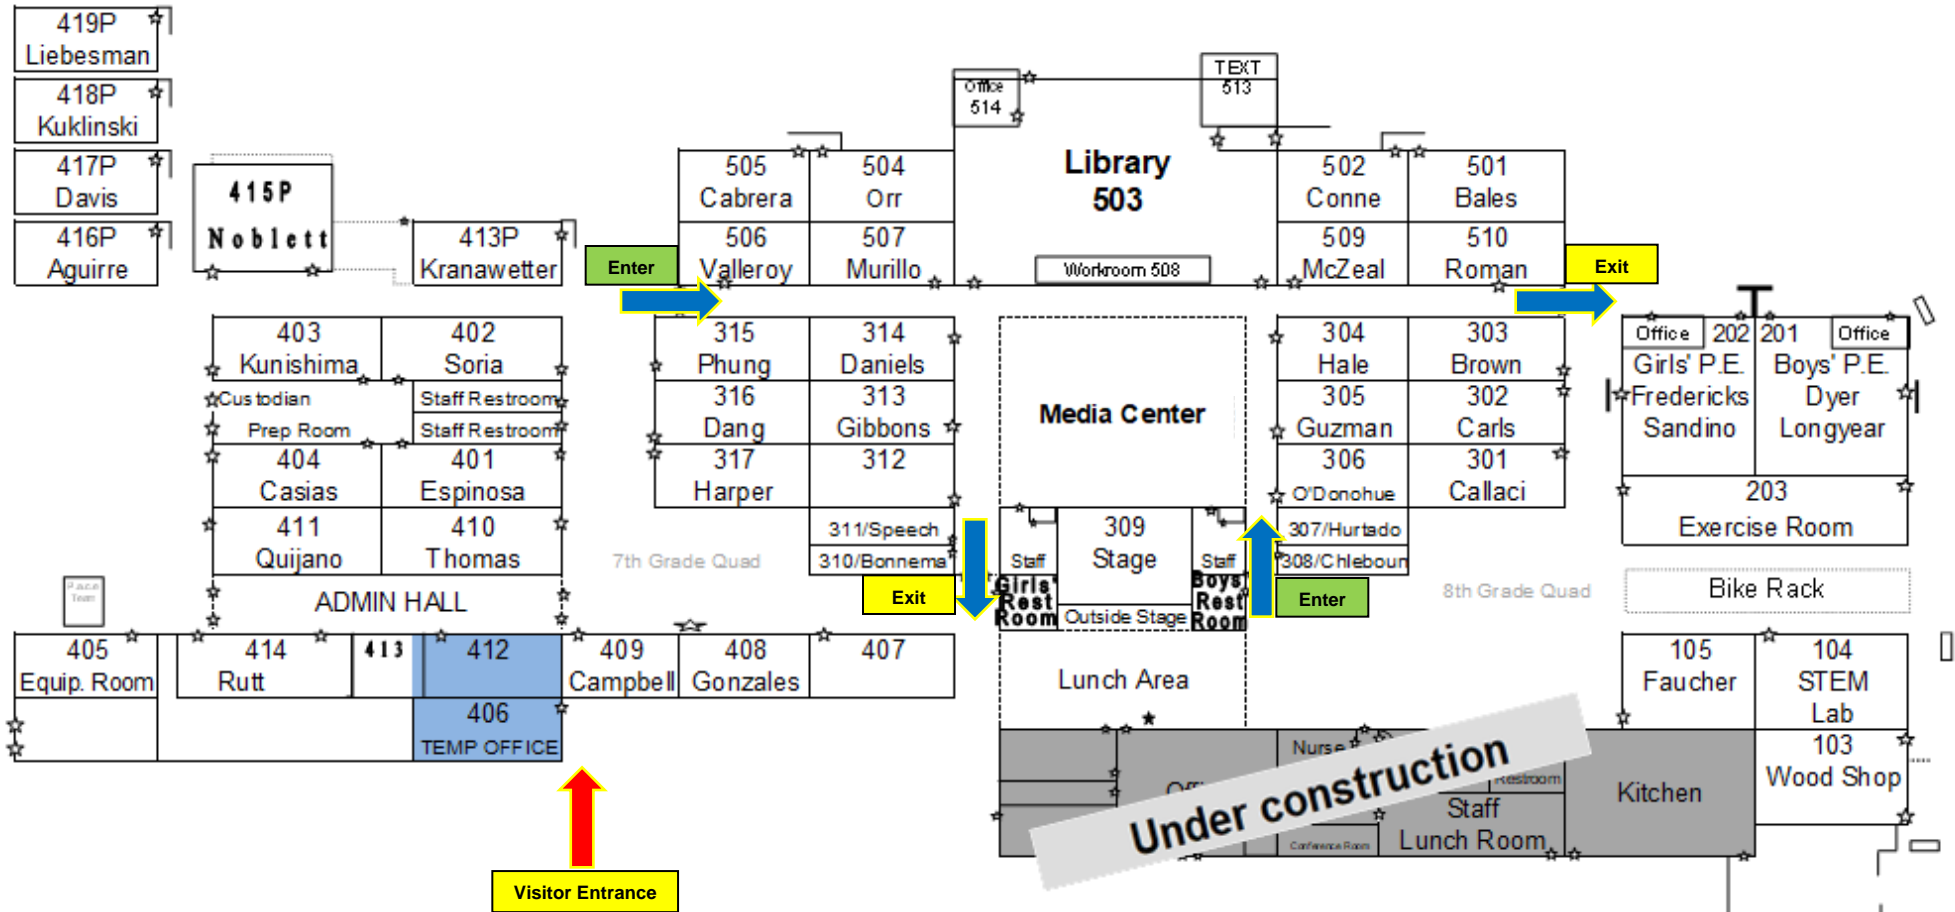 419P
Liebesman
418P
Kuklinski
417P
Davis
416P
Aguirre
415P
Noblett
413P
Kranawetter
Enter
505
Cabrera
504
Orr
506
Valleroy
507
Murillo
Office
514
TEXT
513
Library
503
Workroom 508
502
Conne
501
Bales
509
McZeal
510
Roman
Exit
403
Kunishima
402
Soria
Custodian
Staff Restroom
Prep Room
Staff Restroom
404
Casias
401
Espinosa
411
Quijano
410
Thomas
ADMIN HALL
315
Phung
314
Daniels
316
Dang
313
Gibbons
317
Harper
312
311/Speech
310/Bonnema
7th Grade Quad
Exit
Media Center
309
Stage
Staff
Staff
Girls'
Rest
Room
Boys'
Rest
Room
Outside Stage
Lunch Area
Enter
304
Hale
303
Brown
305
Guzman
302
Carls
306
O'Donohue
301
Callaci
307/Hurtado
308/Chleboun
8th Grade Quad
Office
202
201
Office
Girls' P.E.
Fredericks
Sandino
Boys' P.E.
Dyer
Longyear
203
Exercise Room
Bike Rack
405
Equip. Room
414
Rutt
413
412
409
Campbell
408
Gonzales
407
406
TEMP OFFICE
Visitor Entrance
105
Faucher
104
STEM
Lab
103
Wood Shop
Nurse
Restroom
Under construction
Staff
Lunch Room
Conference Room
Kitchen